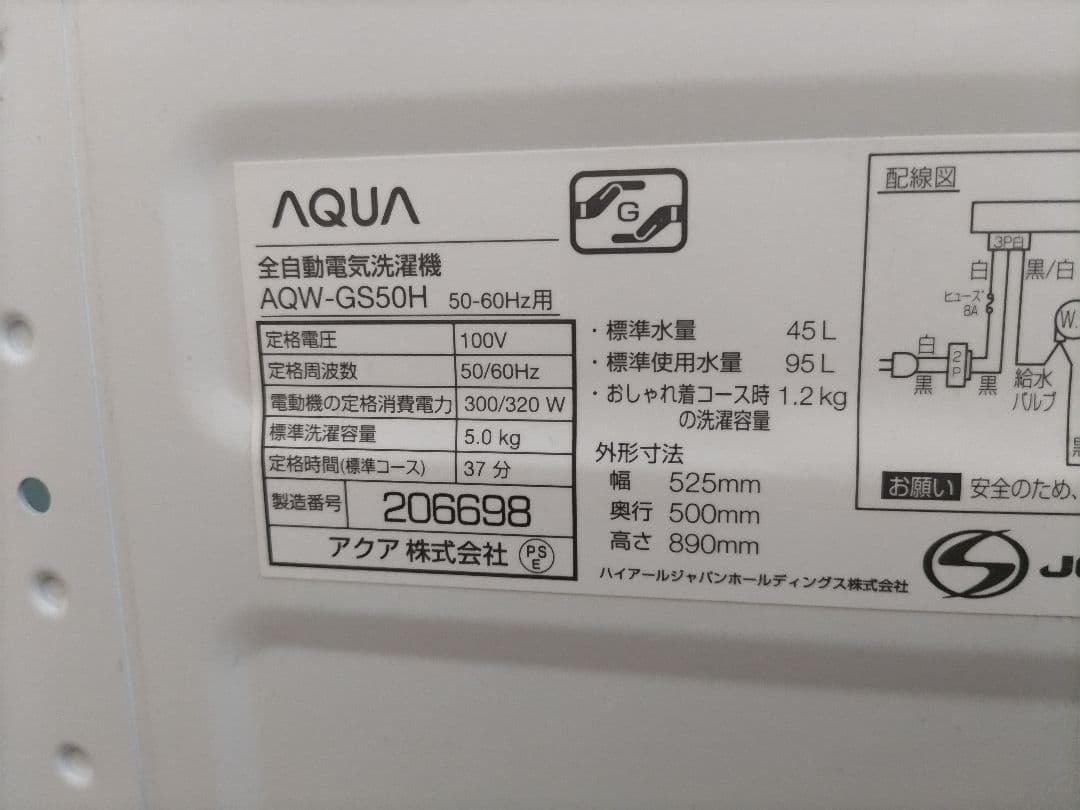 AQUA
G
全自動電気洗濯機
AQW-GS50H 50-60Hz用
定格電圧 100V
定格周波数 50/60Hz
電動機の定格消費電力 300/320 W
標準洗濯容量 5.0 kg
定格時間(標準コース) 37 分
製造番号 206698
アクア 株式会社 PS E
・標準水量 45 L
・標準使用水量 95 L
・おしゃれ着コース時 1.2 kg
の洗濯容量
外形寸法
幅 525mm
奥行 500mm
高さ 890mm
ハイアールジャパンホールディングス株式会社
配線図
3P白
白 黒/白
ヒューズ
8A
W.
白
2P
黒 黒 給水
バルブ
お願い 安全のため、